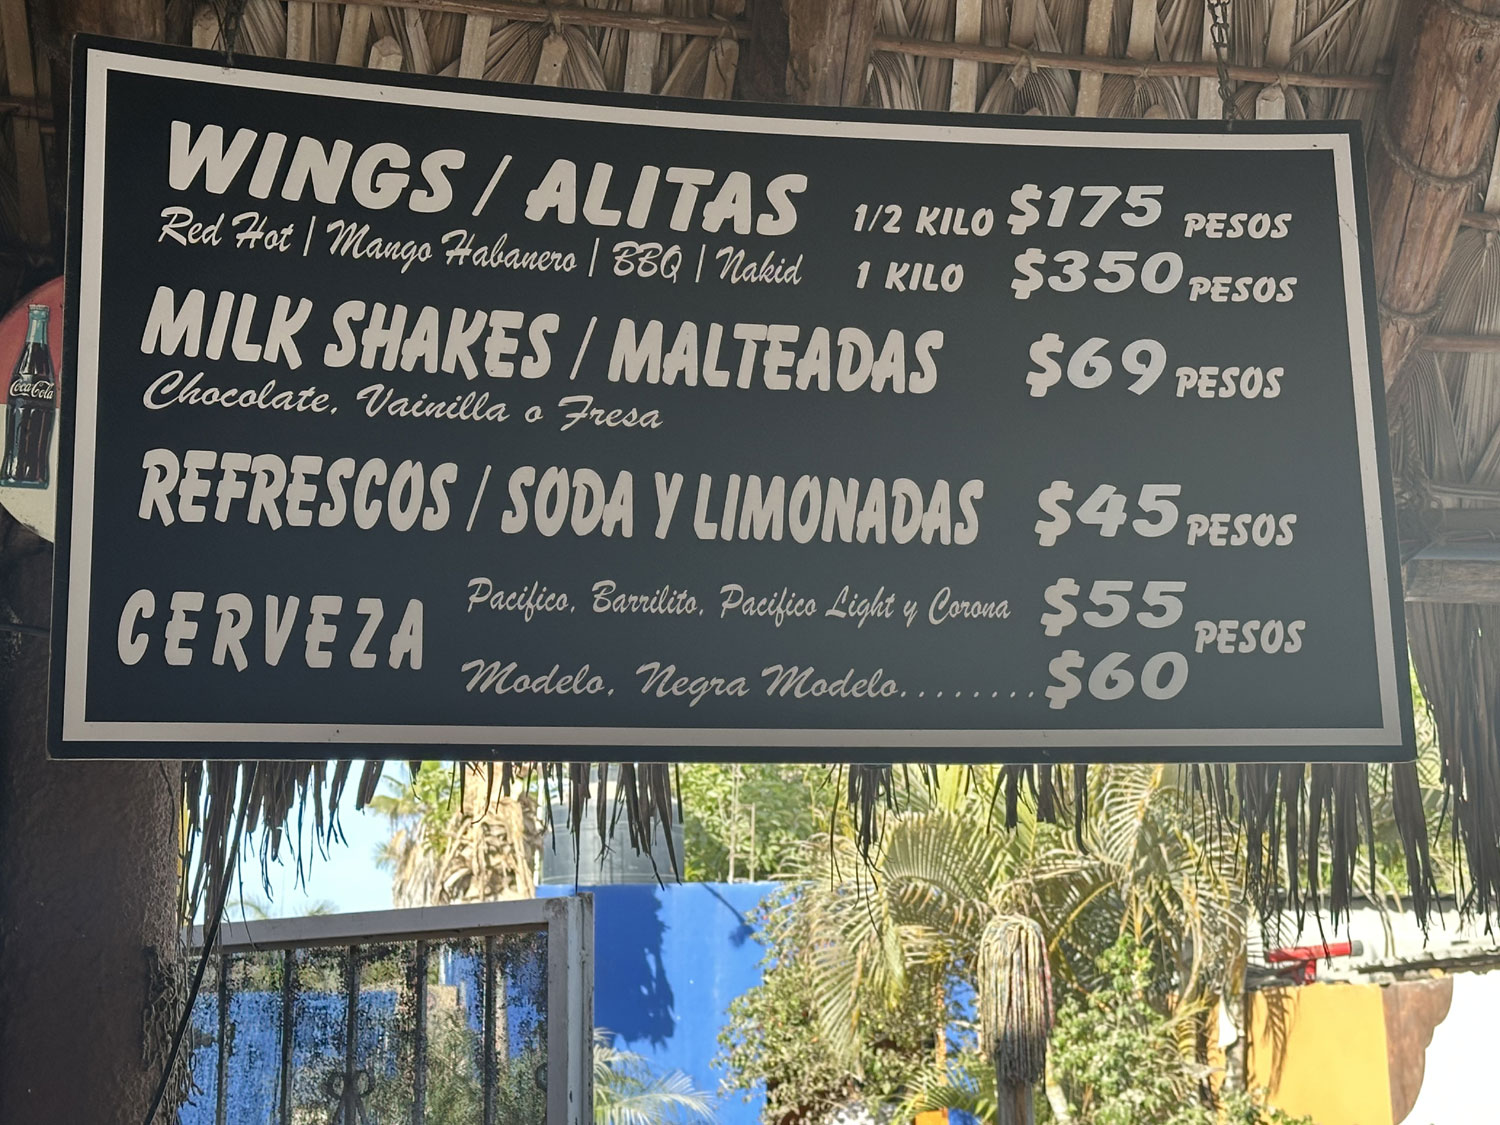 WINGS / ALITAS 1/2 KILO $175 PESOS
Red Hot | Mango Habanero | BBQ | Nakid 1 KILO $350 PESOS
MILK SHAKES / MALTEADAS $69 PESOS
Chocolate, Vainilla o Fresa
REFRESCOS / SODA Y LIMONADAS $45 PESOS
CERVEZA Pacifico, Barrilito, Pacifico Light y Corona $55 PESOS
Modelo, Negra Modelo........$60
Coca-Cola